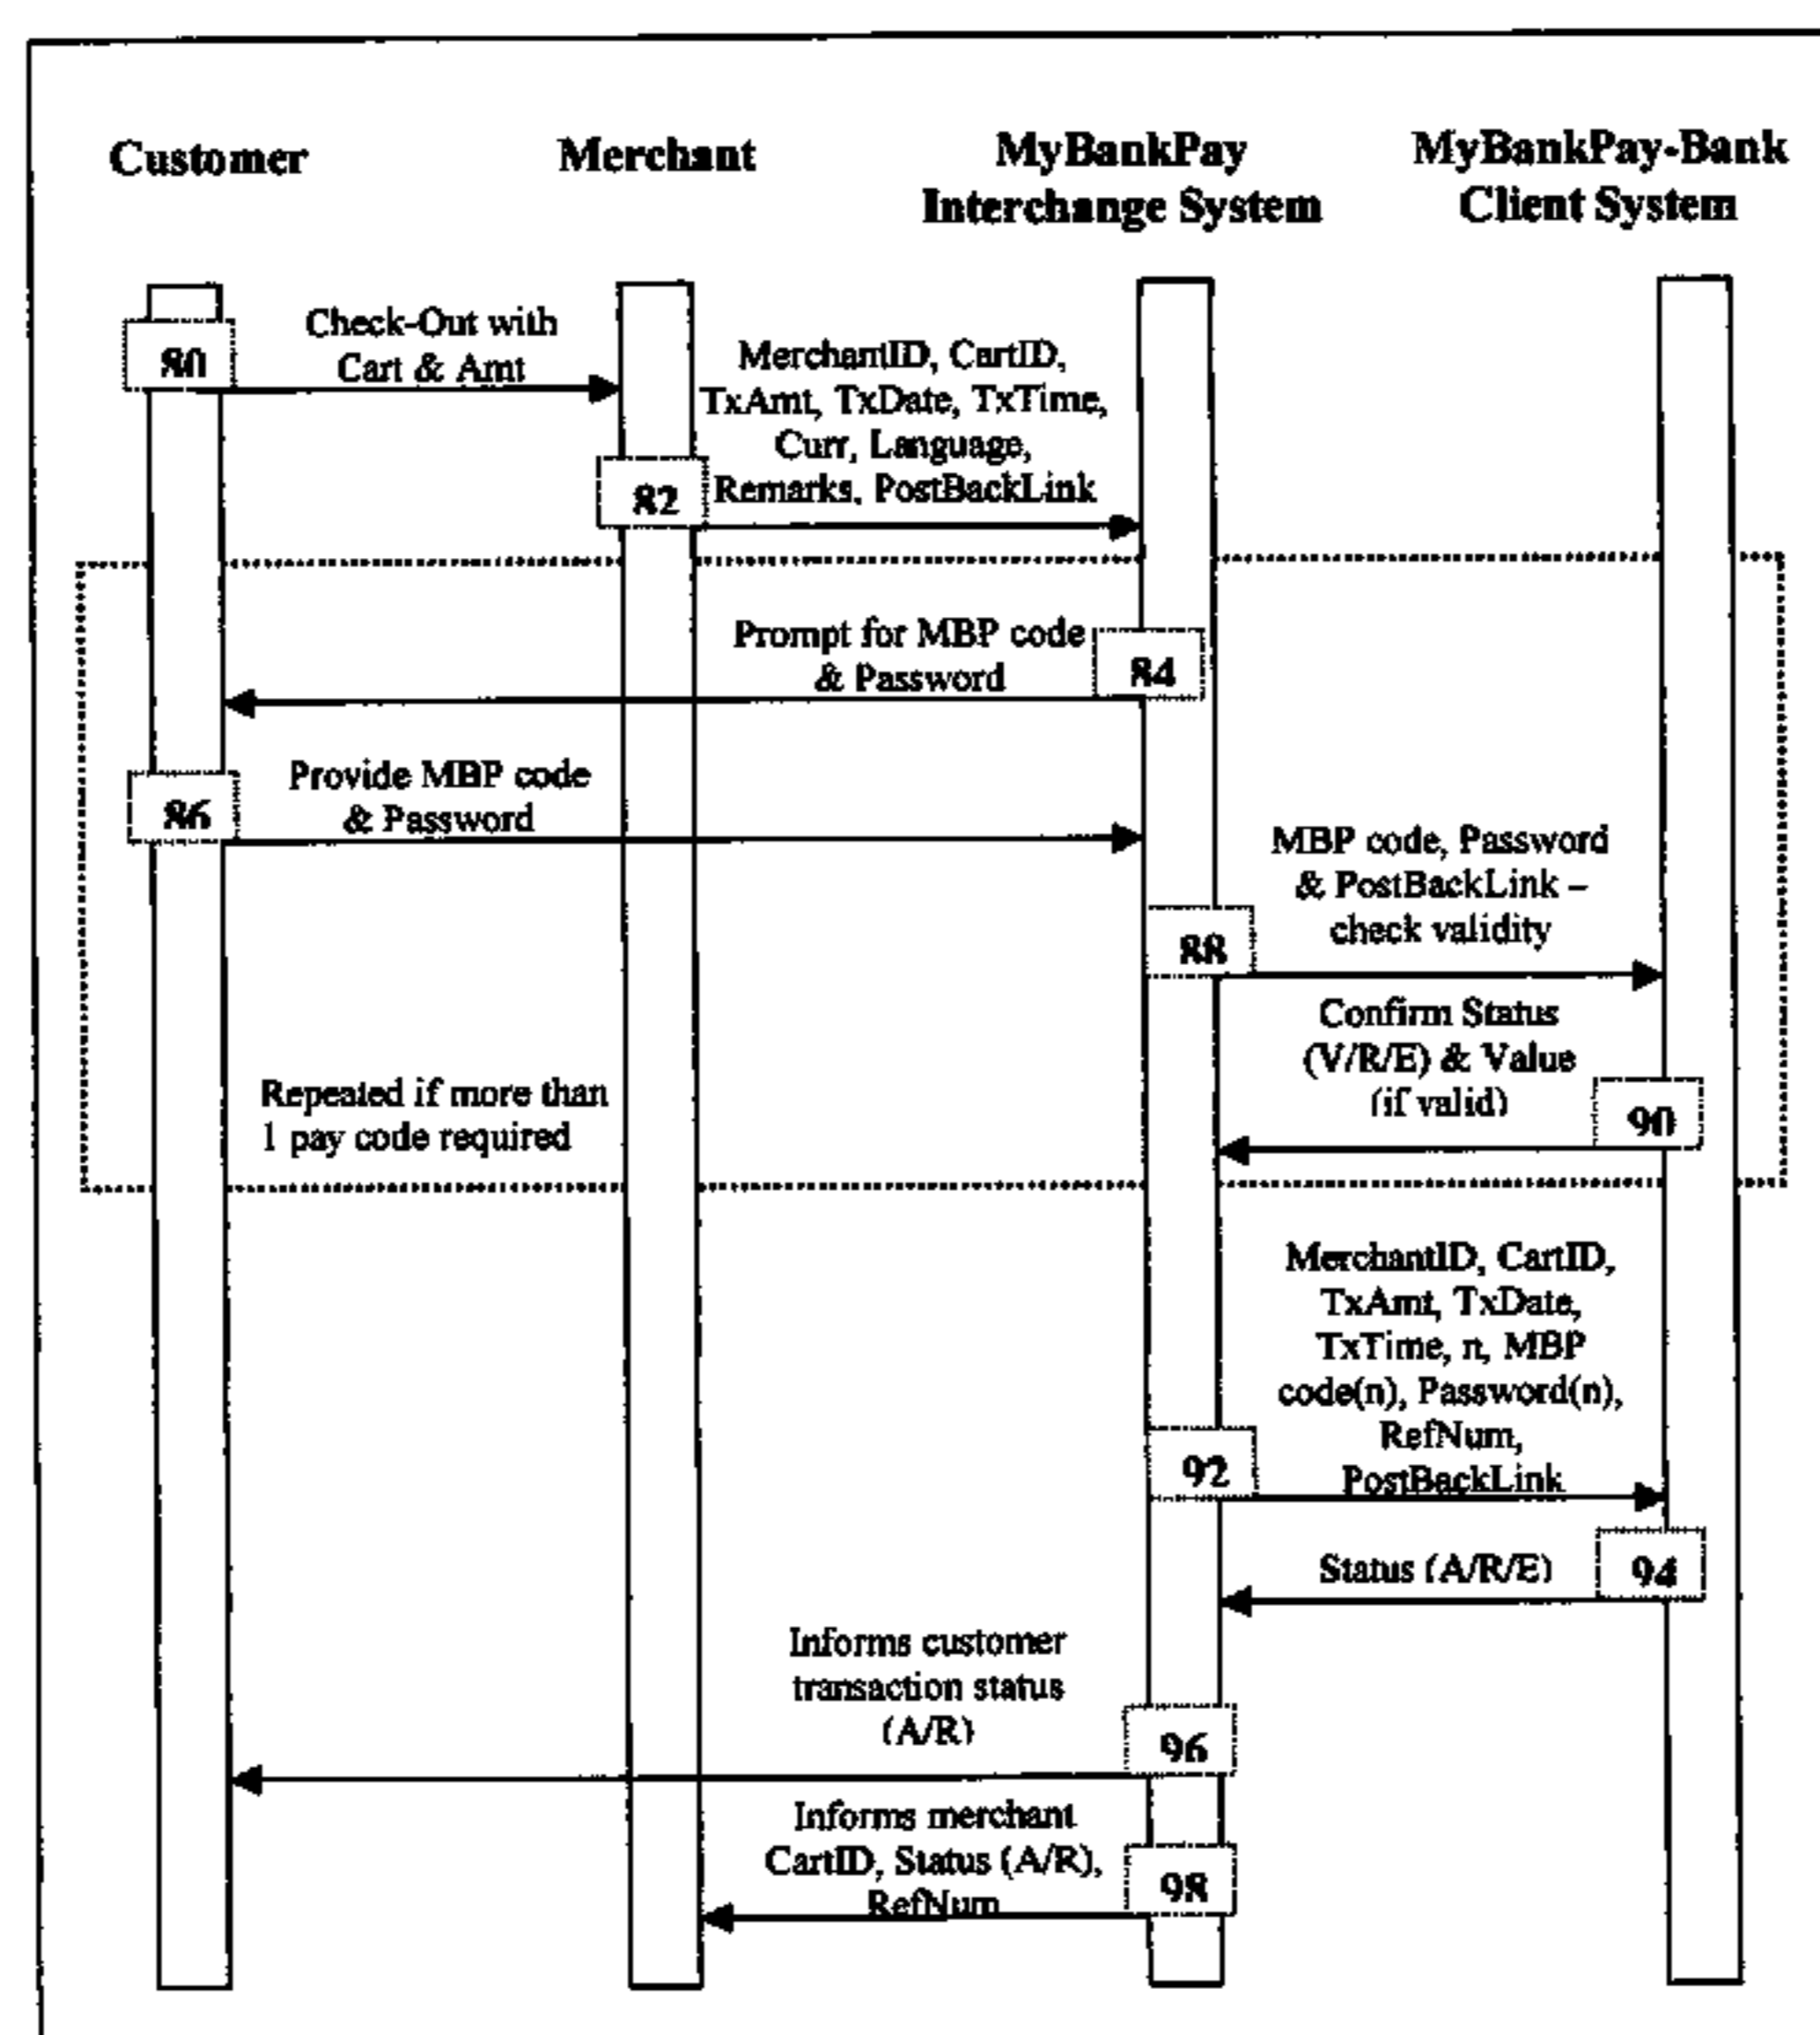 Customer
Merchant
MyBankPay
Interchange System
MyBankPay-Bank
Client System
80
Check-Out with
Cart & Amt
82
MerchantID, CartID,
TxAmt, TxDate, TxTime,
Curr, Language,
Remarks, PostBackLink
Prompt for MBP code
& Password
84
86
Provide MBP code
& Password
88
MBP code, Password
& PostBackLink –
check validity
Confirm Status
(V/R/E) & Value
(if valid)
90
Repeated if more than
1 pay code required
92
MerchantID, CartID,
TxAmt, TxDate,
TxTime, n, MBP
code(n), Password(n),
RefNum,
PostBackLink
Status (A/R/E)
94
Informs customer
transaction status
(A/R)
96
Informs merchant
CartID, Status (A/R),
RefNum
98